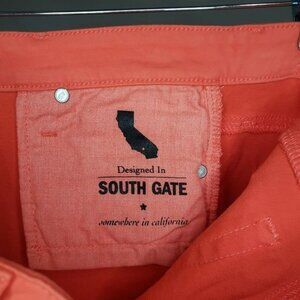 Designed In
SOUTH GATE
somewhere in california